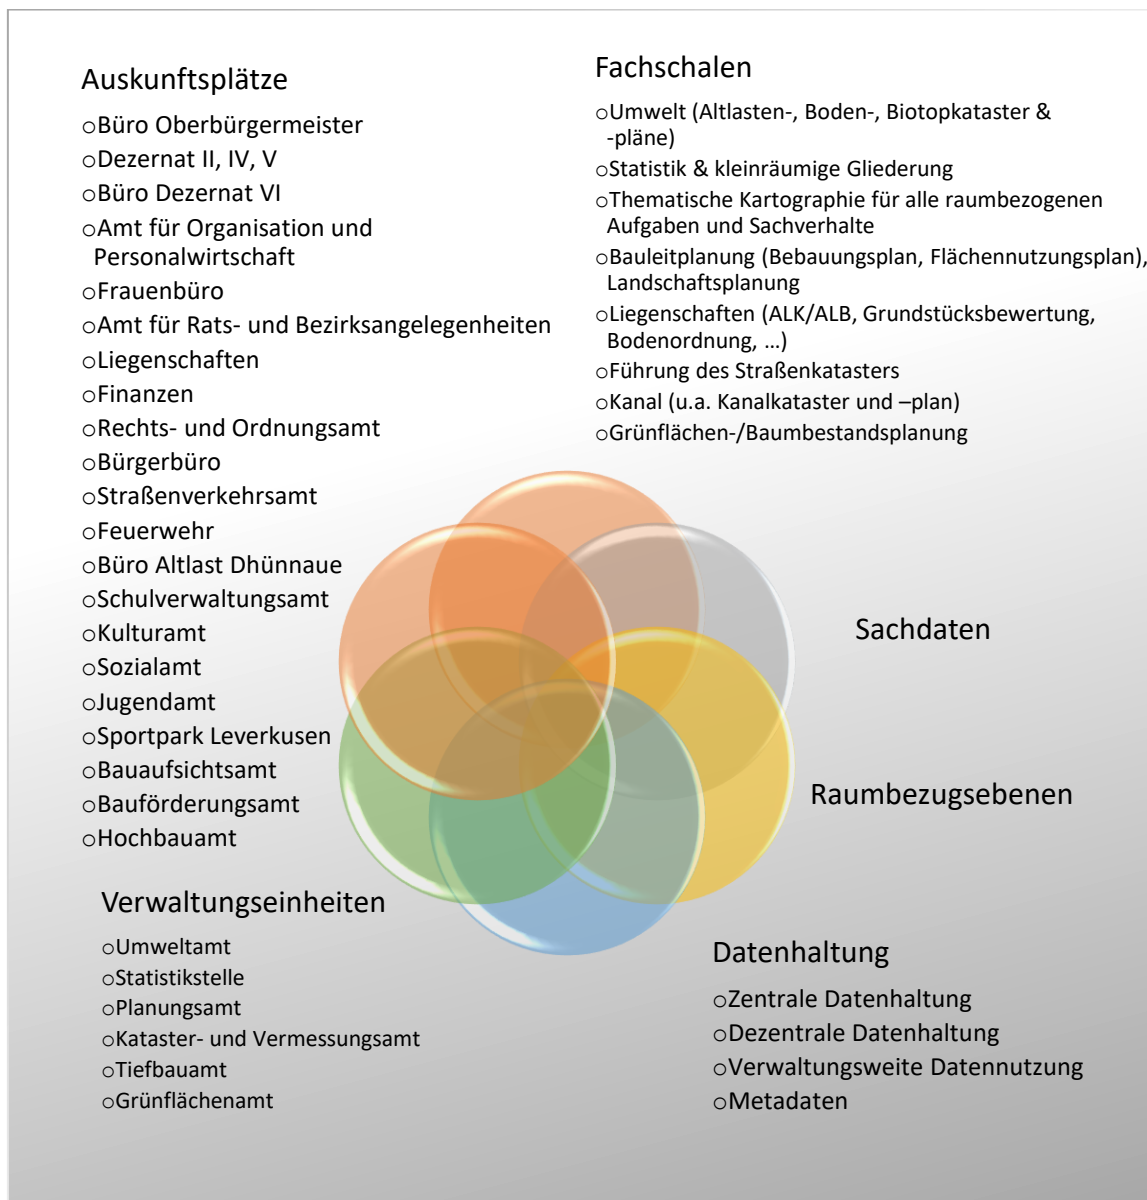 Auskunftsplätze
oBüro Oberbürgermeister
oDezernat II, IV, V
oBüro Dezernat VI
oAmt für Organisation und
Personalwirtschaft
oFrauenbüro
oAmt für Rats- und Bezirksangelegenheiten
oLiegenschaften
oFinanzen
oRechts- und Ordnungsamt
oBürgerbüro
oStraßenverkehrsamt
oFeuerwehr
oBüro Altlast Dhünnaue
oSchulverwaltungsamt
oKulturamt
oSozialamt
oJugendamt
oSportpark Leverkusen
oBauaufsichtsamt
oBauförderungsamt
oHochbauamt
Fachschalen
oUmwelt (Altlasten-, Boden-, Biotopkataster &
-pläne)
oStatistik & kleinräumige Gliederung
oThematische Kartographie für alle raumbezogenen
Aufgaben und Sachverhalte
oBauleitplanung (Bebauungsplan, Flächennutzungsplan),
Landschaftsplanung
oLiegenschaften (ALK/ALB, Grundstücksbewertung,
Bodenordnung, …)
oFührung des Straßenkatasters
oKanal (u.a. Kanalkataster und –plan)
oGrünflächen-/Baumbestandsplanung
Sachdaten
Raumbezugsebenen
Verwaltungseinheiten
oUmweltamt
oStatistikstelle
oPlanungsamt
oKataster- und Vermessungsamt
oTiefbauamt
oGrünflächenamt
Datenhaltung
oZentrale Datenhaltung
oDezentrale Datenhaltung
oVerwaltungsweite Datennutzung
oMetadaten